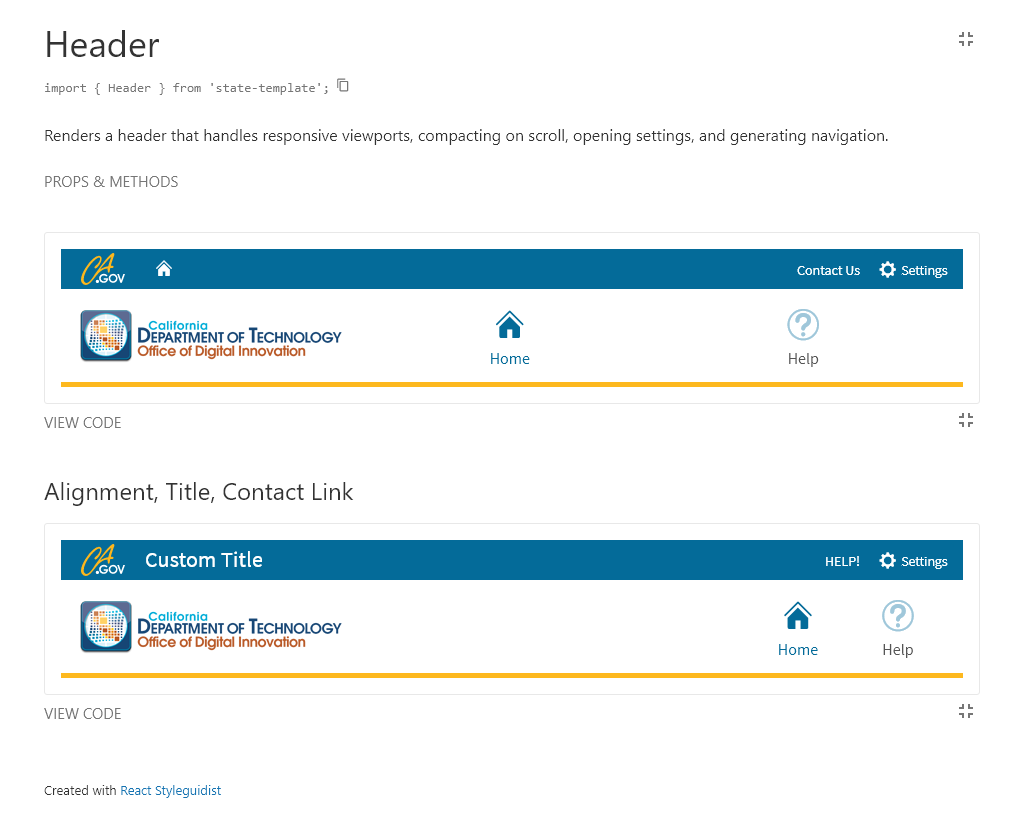 Header
import { Header } from 'state-template';
Renders a header that handles responsive viewports, compacting on scroll, opening settings, and generating navigation.
PROPS & METHODS
CA.GOV
Contact Us
Settings
California
DEPARTMENT OF TECHNOLOGY
Office of Digital Innovation
Home
Help
VIEW CODE
Alignment, Title, Contact Link
CA.GOV
Custom Title
HELP!
Settings
California
DEPARTMENT OF TECHNOLOGY
Office of Digital Innovation
Home
Help
VIEW CODE
Created with React Styleguidist